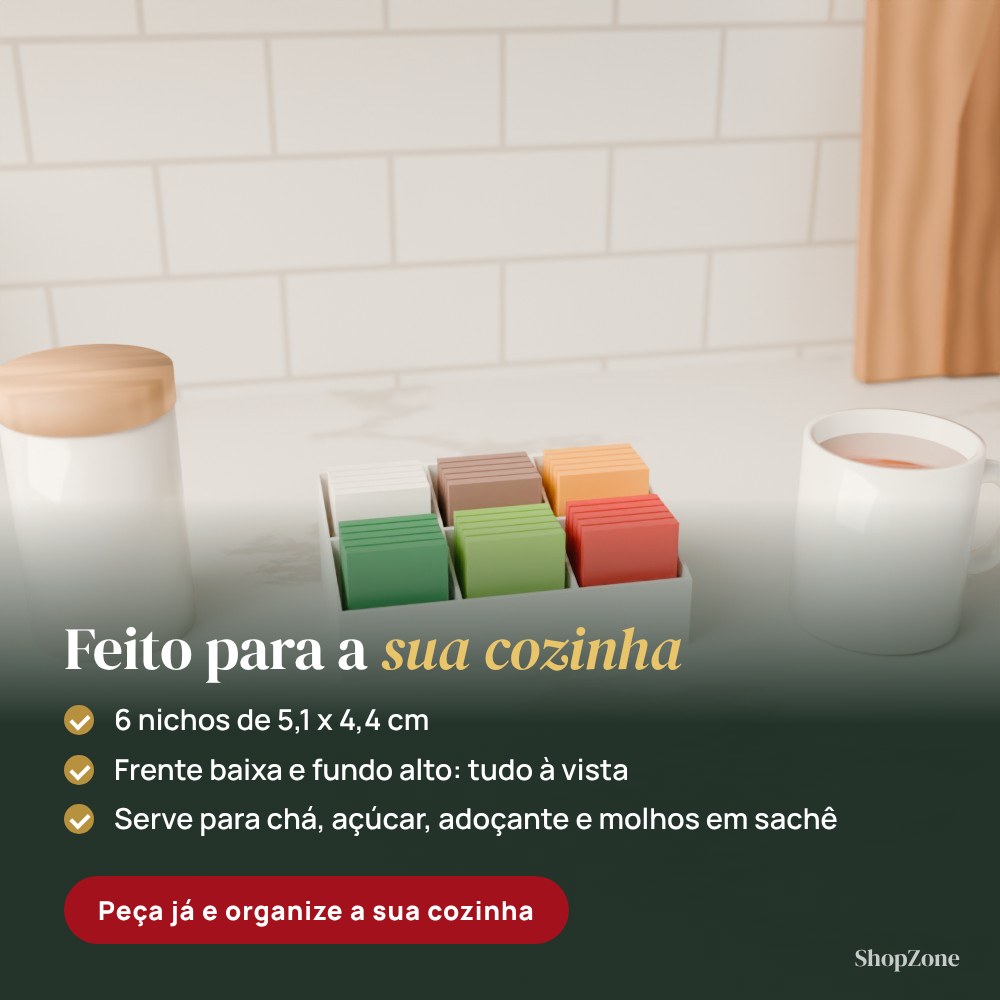 Feito para a sua cozinha
6 nichos de 5,1 x 4,4 cm
Frente baixa e fundo alto: tudo à vista
Serve para chá, açúcar, adoçante e molhos em sachê
Peça já e organize a sua cozinha
ShopZone